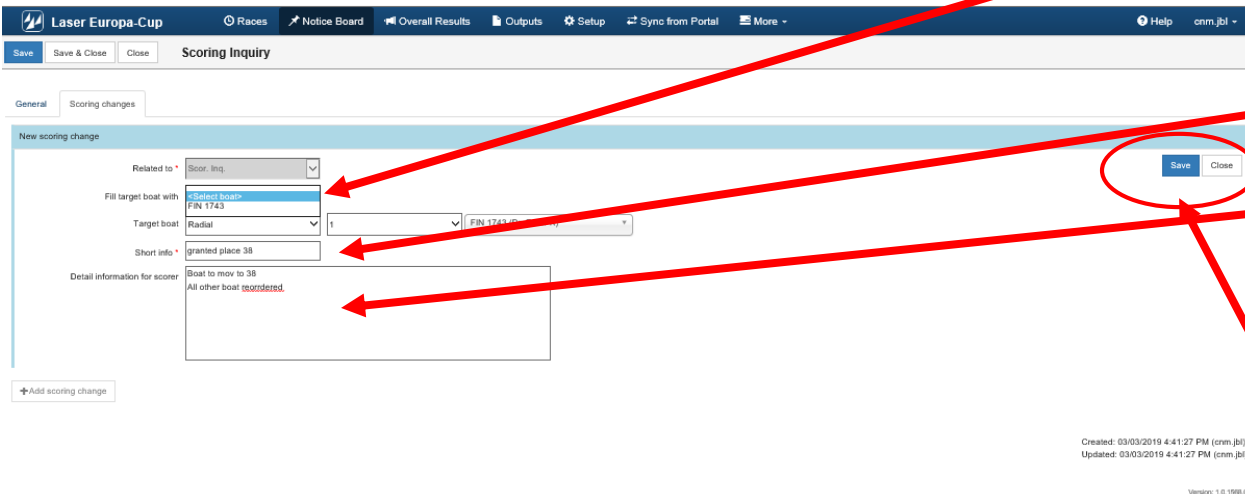 Laser Europa-Cup Races Notice Board Overall Results Outputs Setup Sync from Portal More Help cnm.jbl
Save Save & Close Close Scoring Inquiry
General Scoring changes
New scoring change
Related to * Scor. Inq. Save Close
Fill target boat with <Select boat>
FIN 1743
Target boat Radial 1 FIN 1743
Short info * granted place 38
Detail information for scorer Boat to mov to 38
All other boat reorrdered
+Add scoring change
Created: 03/03/2019 4:41:27 PM (cnm.jbl)
Updated: 03/03/2019 4:41:27 PM (cnm.jbl
Version: 1.0.1568.